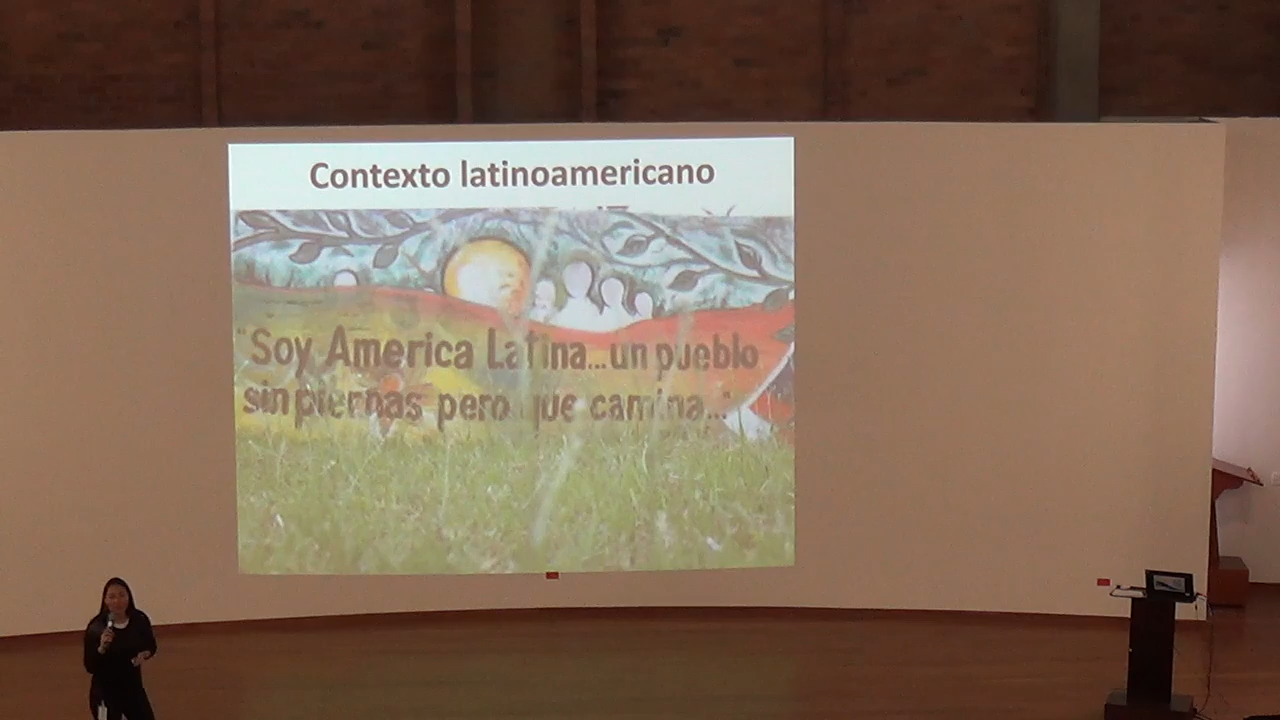 Contexto latinoamericano
"Soy America Latina...un pueblo
sin piernas pero que camina..."